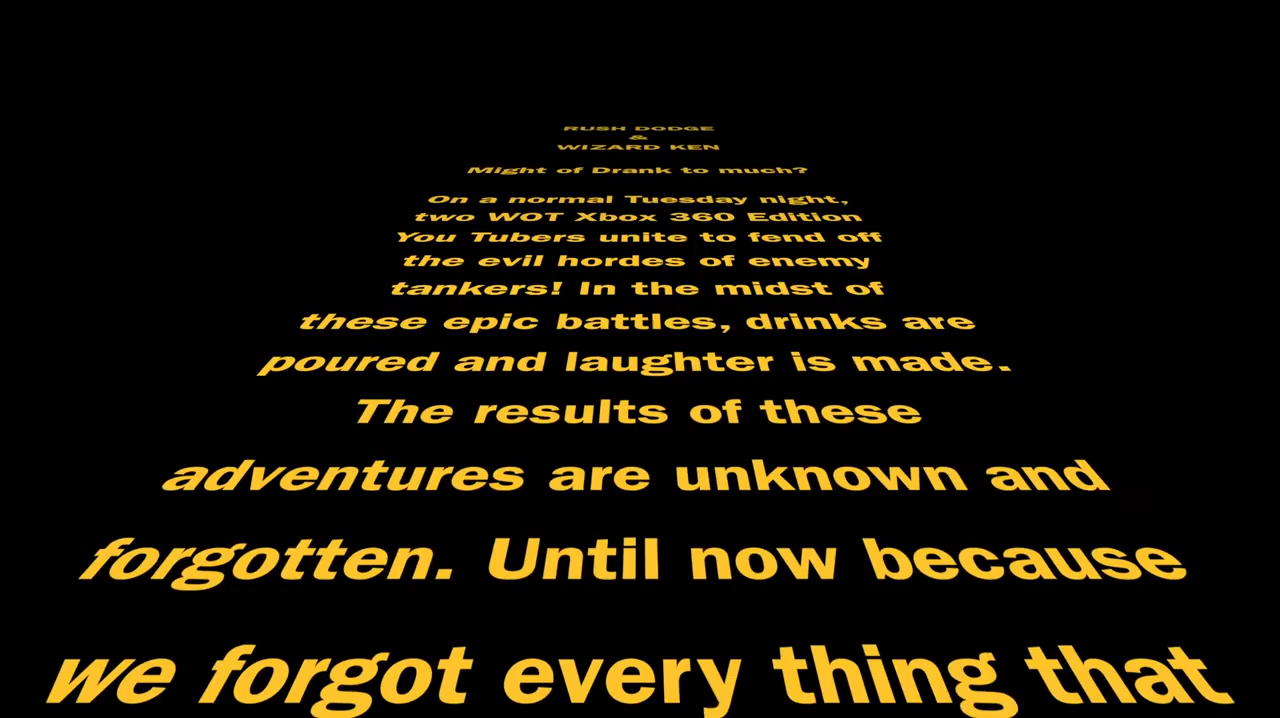 RUSH DODGE
&
WIZARD KEN
Might of Drank to much?
On a normal Tuesday night,
two WOT Xbox 360 Edition
You Tubers unite to fend off
the evil hordes of enemy
tankers! In the midst of
these epic battles, drinks are
poured and laughter is made.
The results of these
adventures are unknown and
forgotten. Until now because
we forgot every thing that